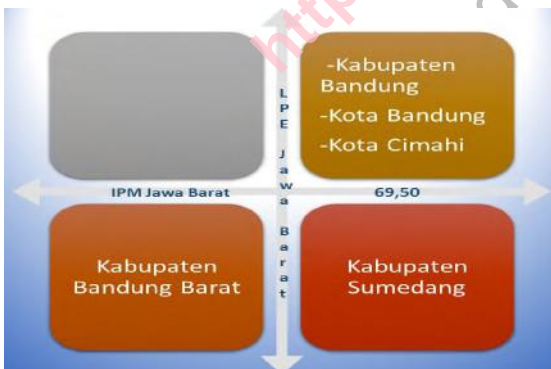 -Kabupaten
Bandung
-Kota Bandung
-Kota Cimahi
LPE Jawa Barat
IPM Jawa Barat 69,50
Kabupaten
Bandung Barat
Kabupaten
Sumedang